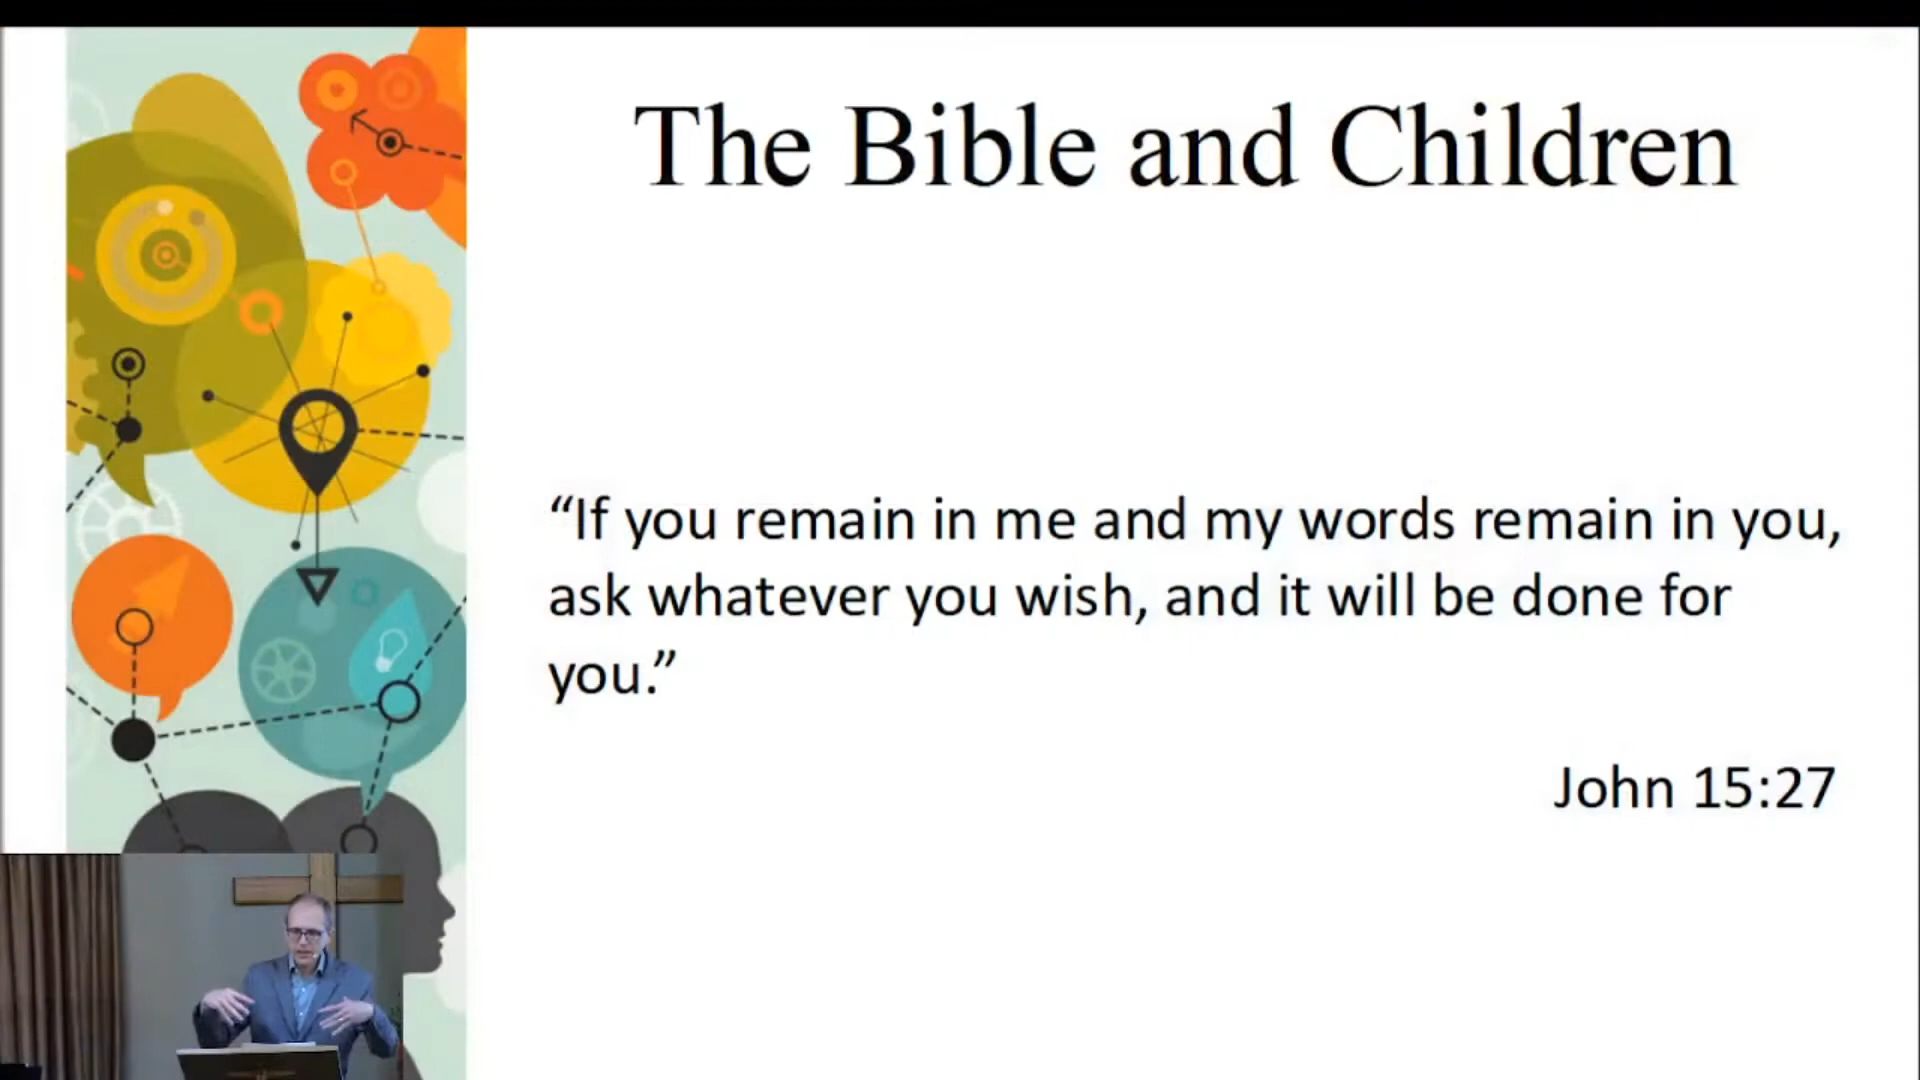 The Bible and Children
“If you remain in me and my words remain in you,
ask whatever you wish, and it will be done for
you.”
John 15:27